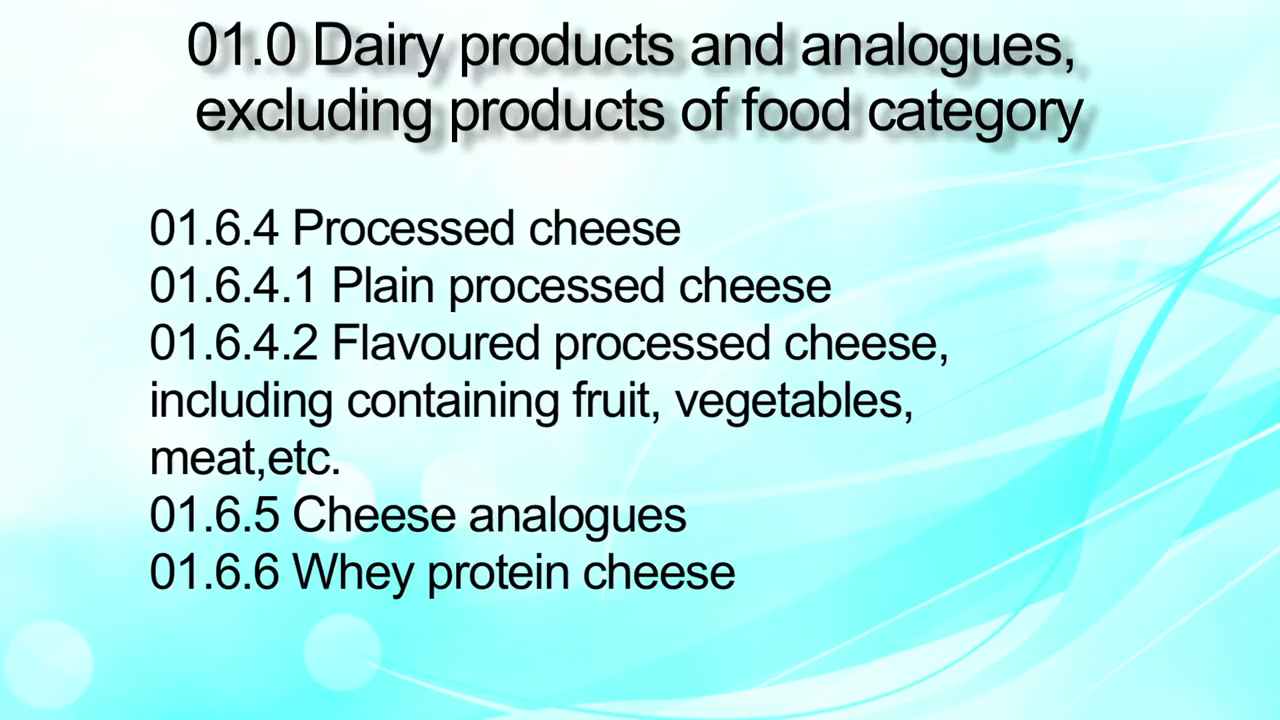 01.0 Dairy products and analogues,
excluding products of food category
01.6.4 Processed cheese
01.6.4.1 Plain processed cheese
01.6.4.2 Flavoured processed cheese,
including containing fruit, vegetables,
meat,etc.
01.6.5 Cheese analogues
01.6.6 Whey protein cheese